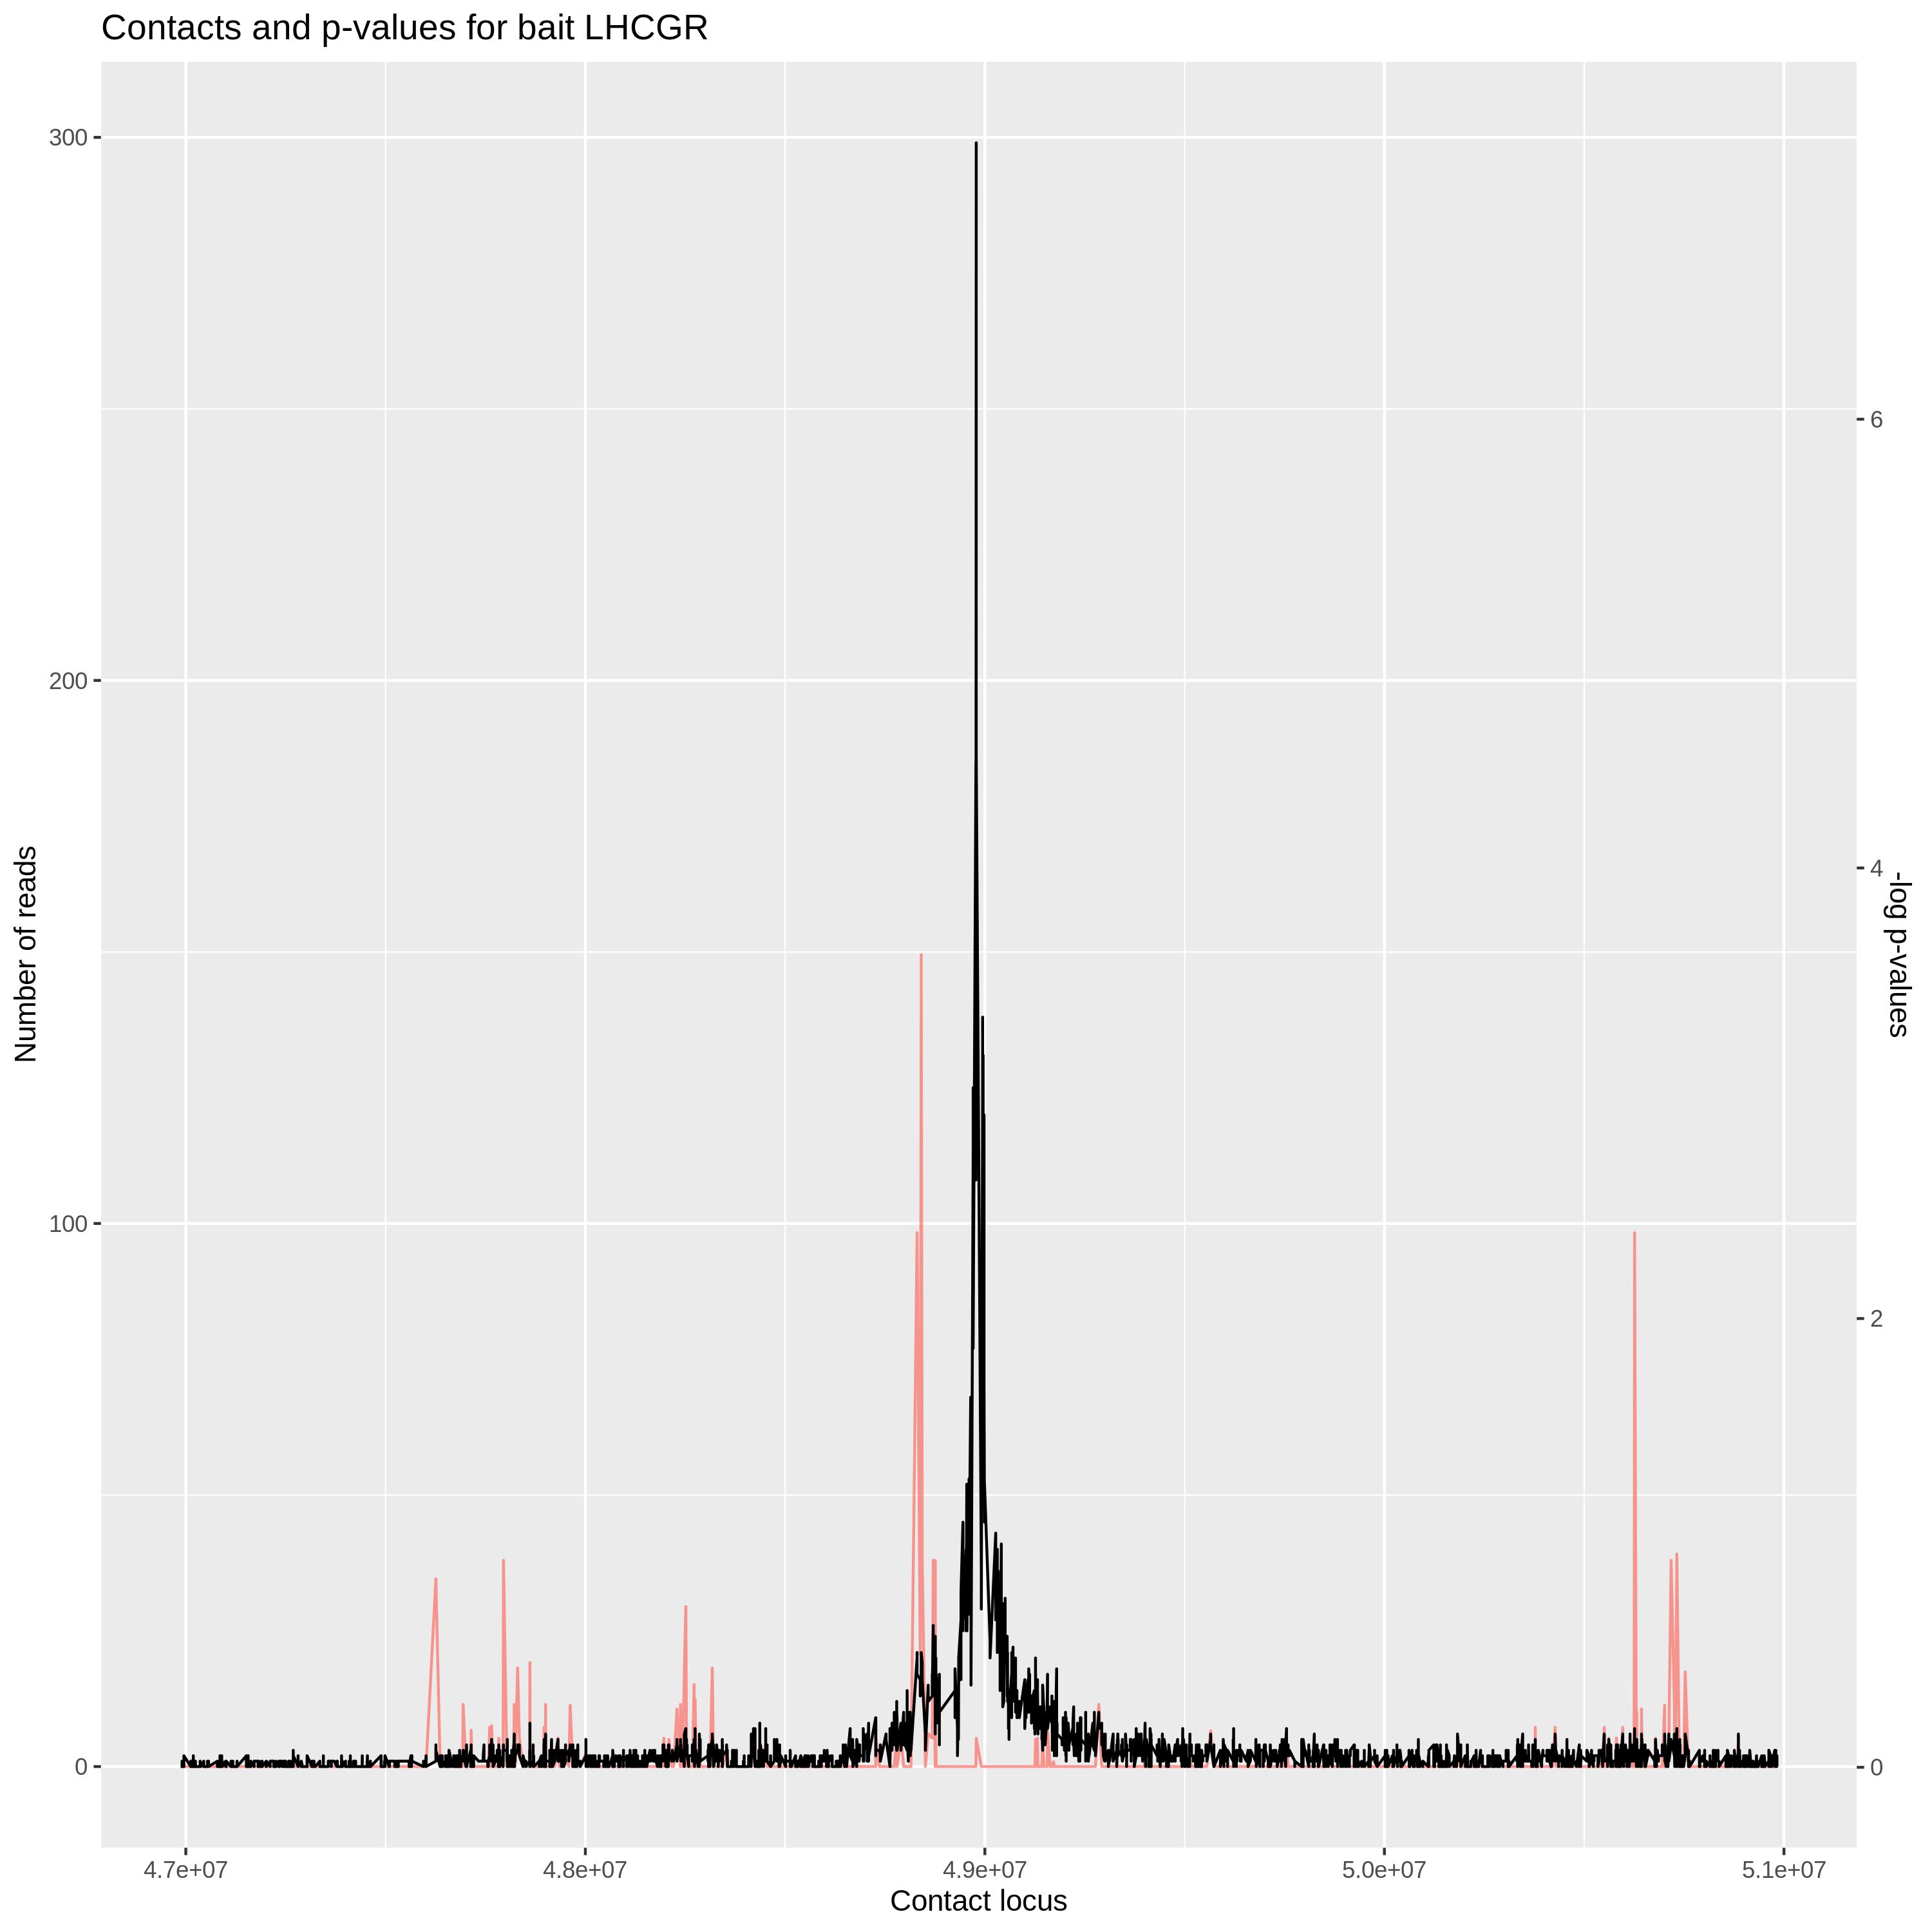 Contacts and p-values for bait LHCGR
300
200
100
0
Number of reads
6
4
2
0
-log p-values
4.7e+07 4.8e+07 4.9e+07 5.0e+07 5.1e+07
Contact locus